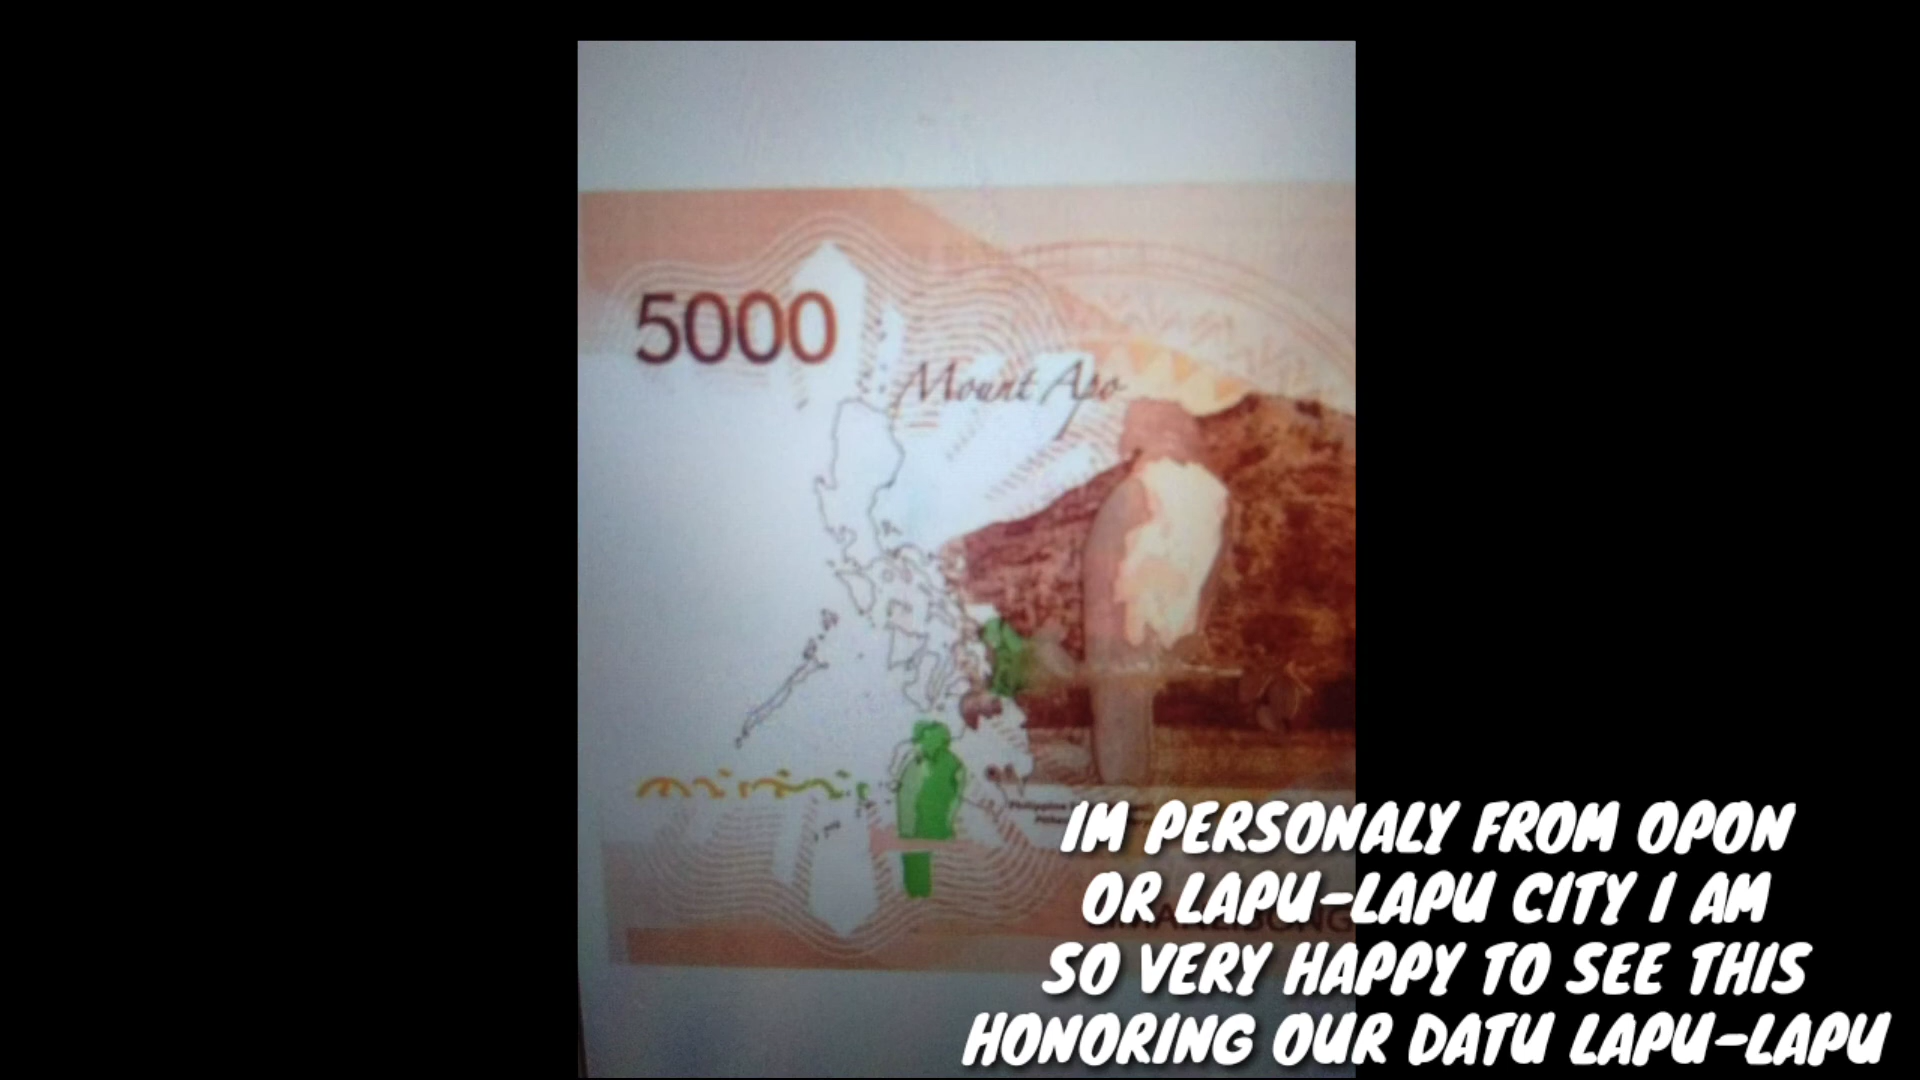 5000
Mount Apo
IM PERSONALY FROM OPON
OR LAPU-LAPU CITY I AM
SO VERY HAPPY TO SEE THIS
HONORING OUR DATU LAPU-LAPU